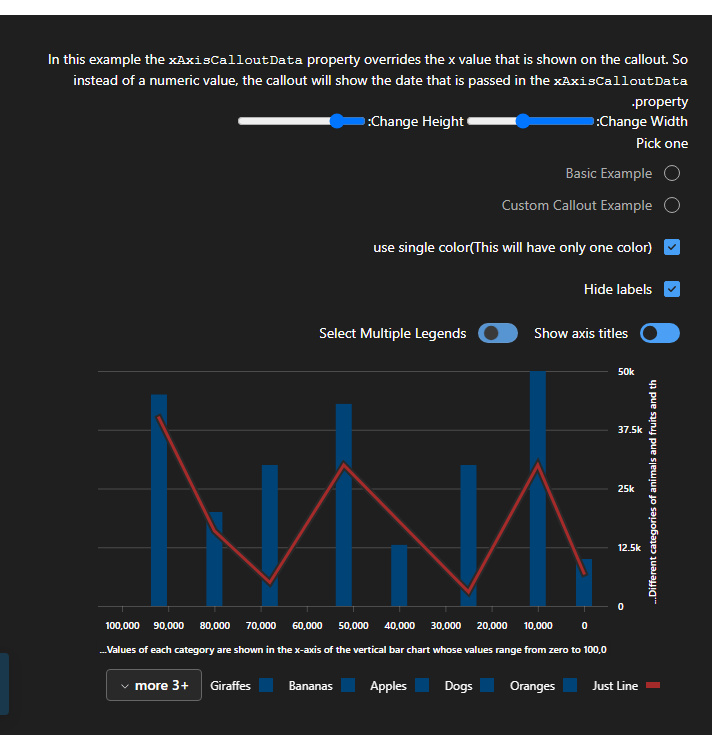 In this example the xAxisCalloutData property overrides the x value that is shown on the callout. So
instead of a numeric value, the callout will show the date that is passed in the xAxisCalloutData
.property
:Change Width :Change Height
Pick one
Basic Example
Custom Callout Example
use single color(This will have only one color)
Hide labels
Show axis titles Select Multiple Legends
50k
37.5k
25k
12.5k
0
...Different categories of animals and fruits and th
100,000 90,000 80,000 70,000 60,000 50,000 40,000 30,000 20,000 10,000 0
...Values of each category are shown in the x-axis of the vertical bar chart whose values range from zero to 100,0
Just Line Oranges Dogs Apples Bananas Giraffes more 3+